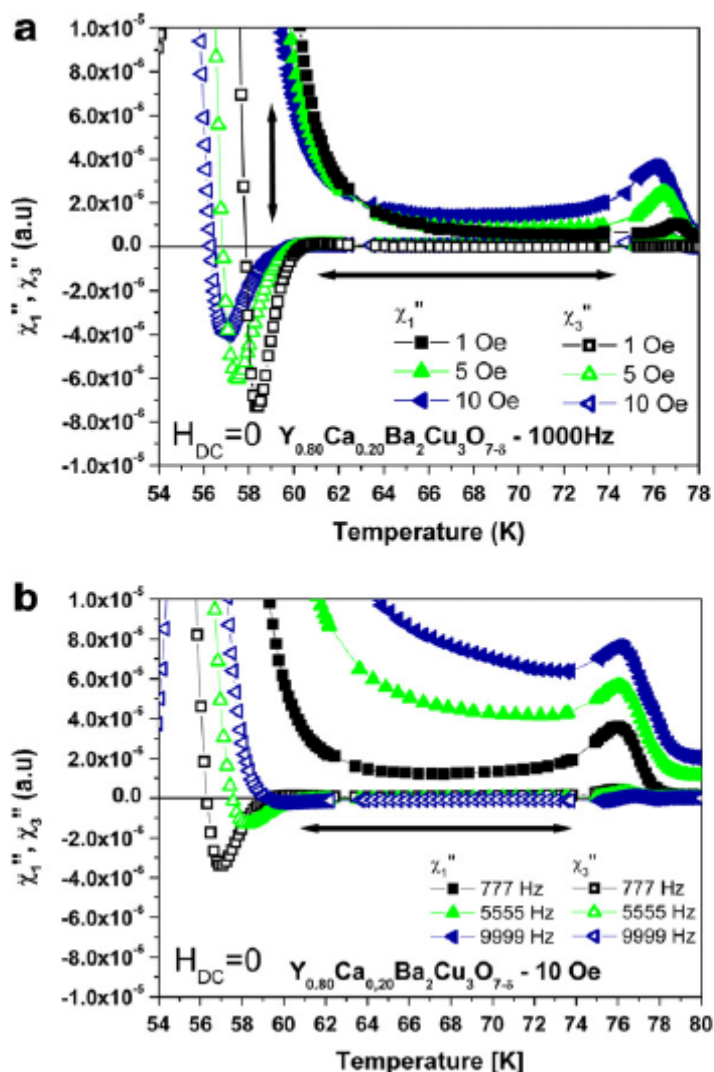 a
1.0x10⁻⁵
8.0x10⁻⁶
6.0x10⁻⁶
4.0x10⁻⁶
2.0x10⁻⁶
0.0
-2.0x10⁻⁶
-4.0x10⁻⁶
-6.0x10⁻⁶
-8.0x10⁻⁶
-1.0x10⁻⁵
χ₁'', χ₃'' (a.u)
χ₁'' χ₃''
1 Oe 1 Oe
5 Oe 5 Oe
10 Oe 10 Oe
H_DC=0 Y₀.₈₀Ca₀.₂₀Ba₂Cu₃O₇₋δ - 1000Hz
54 56 58 60 62 64 66 68 70 72 74 76 78
Temperature (K)
b
1.0x10⁻⁵
8.0x10⁻⁶
6.0x10⁻⁶
4.0x10⁻⁶
2.0x10⁻⁶
0.0
-2.0x10⁻⁶
-4.0x10⁻⁶
-6.0x10⁻⁶
-8.0x10⁻⁶
-1.0x10⁻⁵
χ₁'', χ₃'' (a.u)
χ₁'' χ₃''
777 Hz 777 Hz
5555 Hz 5555 Hz
9999 Hz 9999 Hz
H_DC=0 Y₀.₈₀Ca₀,₂₀Ba₂Cu₃O₇₋δ - 10 Oe
54 56 58 60 62 64 66 68 70 72 74 76 78 80
Temperature [K]